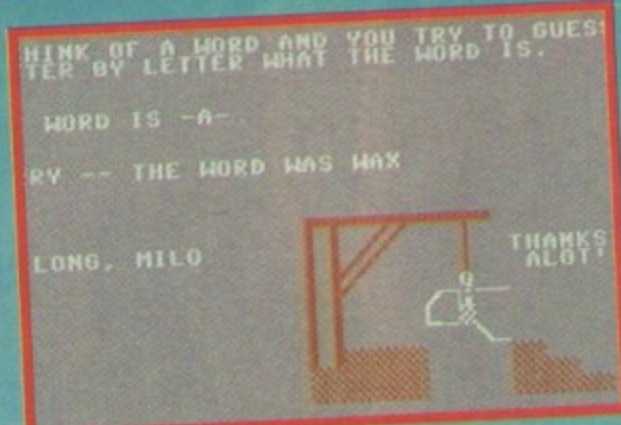 HINK OF A WORD AND YOU TRY TO GUES
TER BY LETTER WHAT THE WORD IS.
WORD IS -A-
RY -- THE WORD WAS WAX
LONG, MILO
THANKS
ALOT!